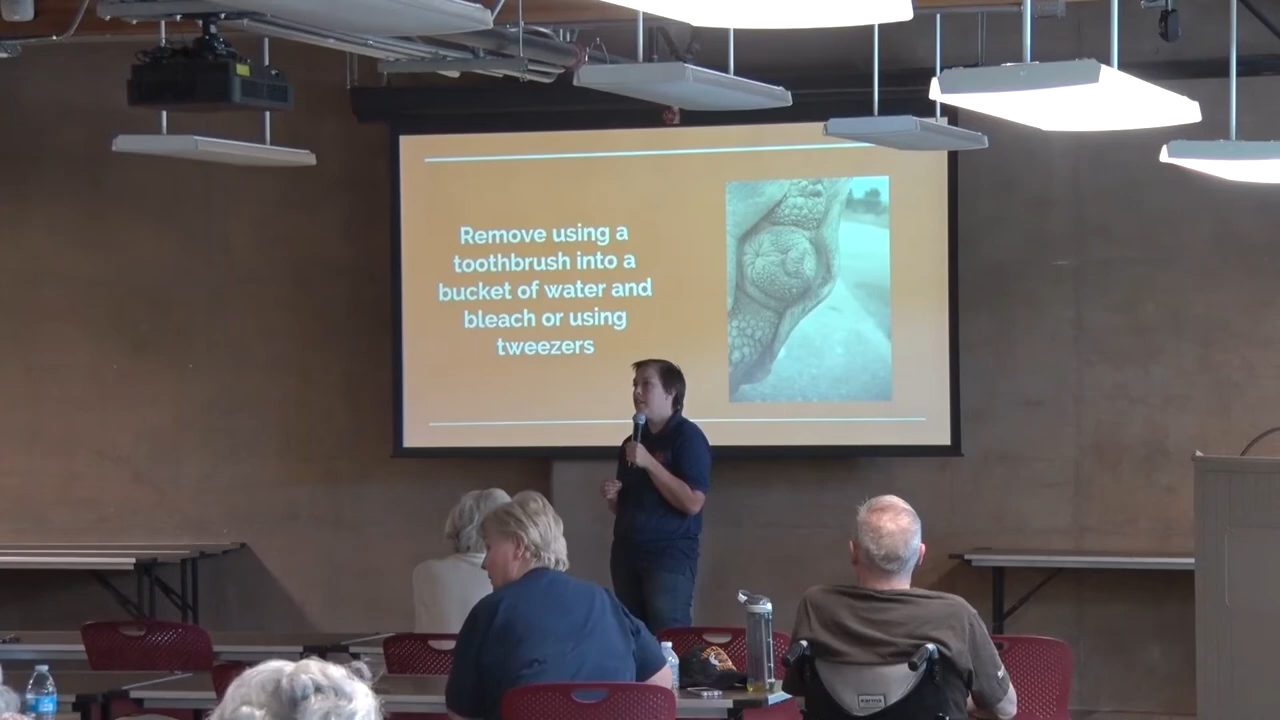 Remove using a
toothbrush into a
bucket of water and
bleach or using
tweezers